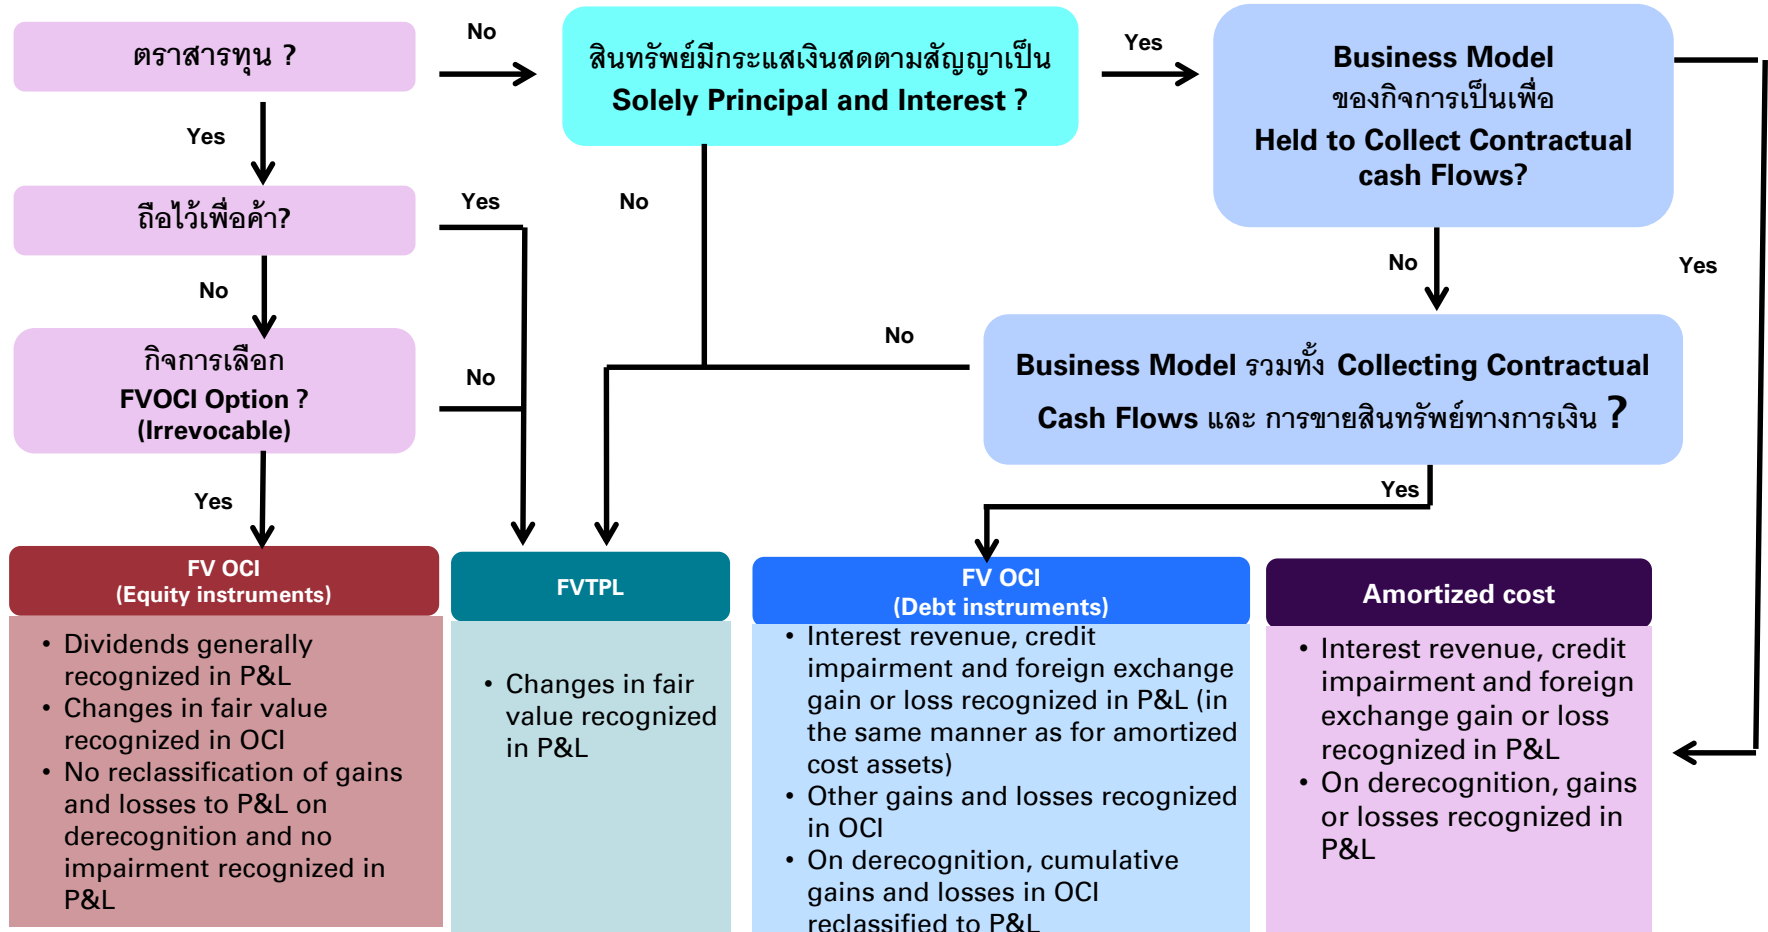 ตราสารทุน ?
No
สินทรัพย์มีกระแสเงินสดตามสัญญาเป็น
Solely Principal and Interest ?
Yes
Business Model
ของกิจการเป็นเพื่อ
Held to Collect Contractual
cash Flows?
Yes
ถือไว้เพื่อค้า?
Yes
No
No
Yes
No
กิจการเลือก
FVOCI Option ?
(Irrevocable)
No
No
Business Model รวมทั้ง Collecting Contractual
Cash Flows และ การขายสินทรัพย์ทางการเงิน ?
Yes
Yes
FV OCI
(Equity instruments)
• Dividends generally
recognized in P&L
• Changes in fair value
recognized in OCI
• No reclassification of gains
and losses to P&L on
derecognition and no
impairment recognized in
P&L
FVTPL
• Changes in fair
value recognized
in P&L
FV OCI
(Debt instruments)
• Interest revenue, credit
impairment and foreign exchange
gain or loss recognized in P&L (in
the same manner as for amortized
cost assets)
• Other gains and losses recognized
in OCI
• On derecognition, cumulative
gains and losses in OCI
reclassified to P&L
Amortized cost
• Interest revenue, credit
impairment and foreign
exchange gain or loss
recognized in P&L
• On derecognition, gains
or losses recognized in
P&L